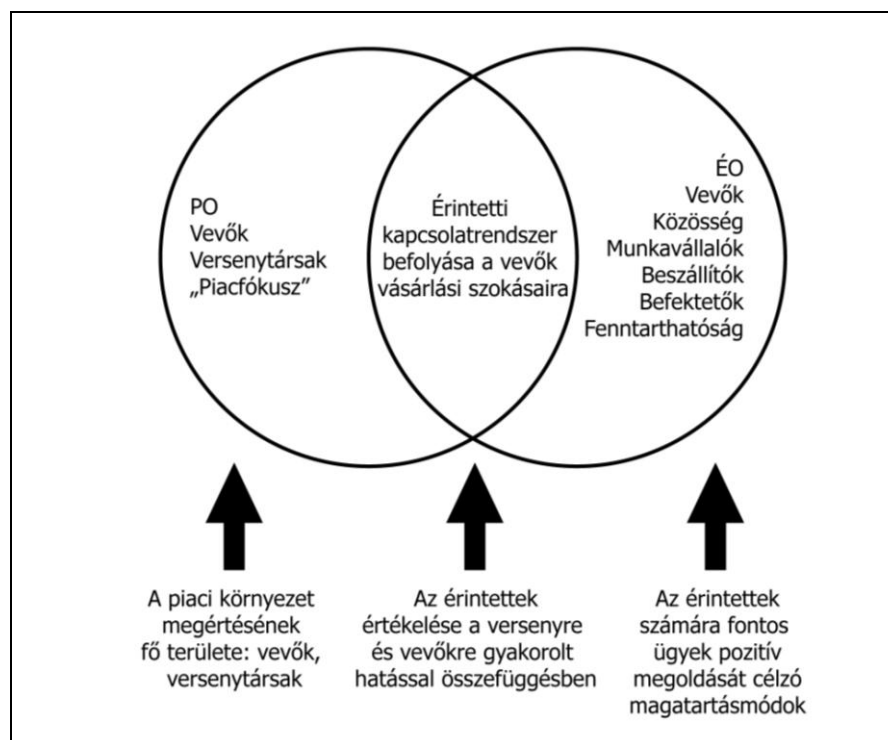 PO
Vevők
Versenytársak
„Piacfókusz”
Érintetti
kapcsolatrendszer
befolyása a vevők
vásárlási szokásaira
ÉO
Vevők
Közösség
Munkavállalók
Beszállítók
Befektetők
Fenntarthatóság
A piaci környezet
megértésének
fő területe: vevők,
versenytársak
Az érintettek
értékelése a versenyre
és vevőkre gyakorolt
hatással összefüggésben
Az érintettek
számára fontos
ügyek pozitív
megoldását célzó
magatartásmódok